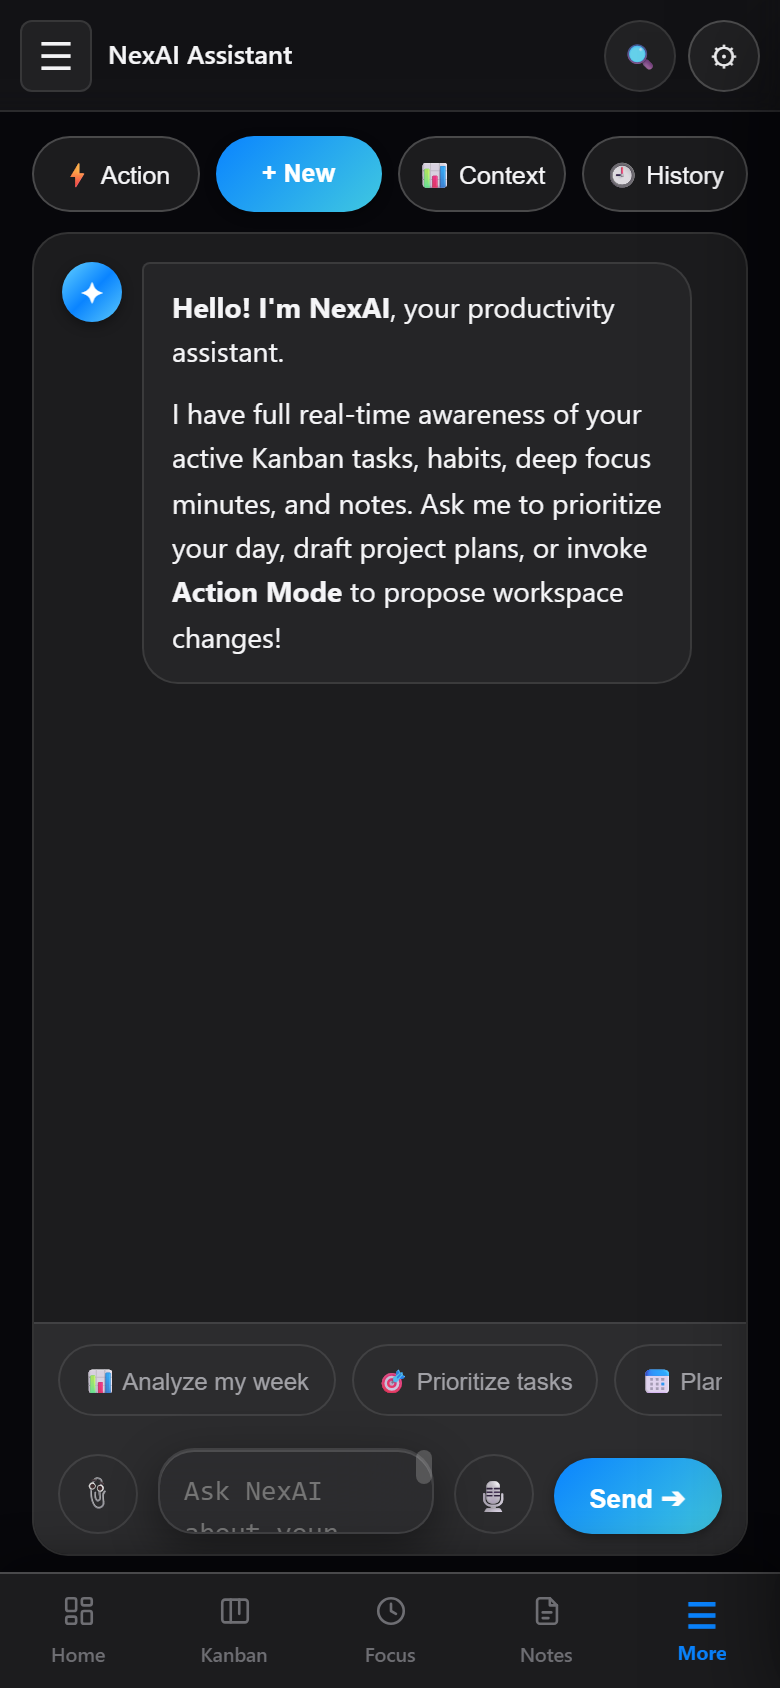 NexAI Assistant
Action
+ New
Context
History
Hello! I'm NexAI, your productivity
assistant.
I have full real-time awareness of your
active Kanban tasks, habits, deep focus
minutes, and notes. Ask me to prioritize
your day, draft project plans, or invoke
Action Mode to propose workspace
changes!
Analyze my week
Prioritize tasks
Plan
Ask NexAI
about your
Send ➔
Home
Kanban
Focus
Notes
More